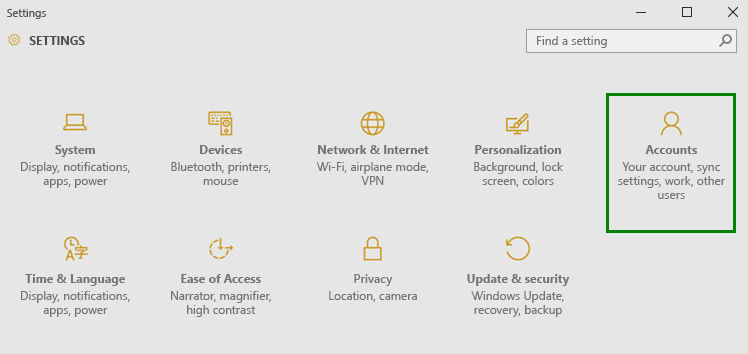 Settings
SETTINGS
Find a setting
System
Display, notifications,
apps, power
Devices
Bluetooth, printers,
mouse
Network & Internet
Wi-Fi, airplane mode,
VPN
Personalization
Background, lock
screen, colors
Accounts
Your account, sync
settings, work, other
users
字
A
Time & Language
Display, notifications,
apps, power
Ease of Access
Narrator, magnifier,
high contrast
Privacy
Location, camera
Update & security
Windows Update,
recovery, backup